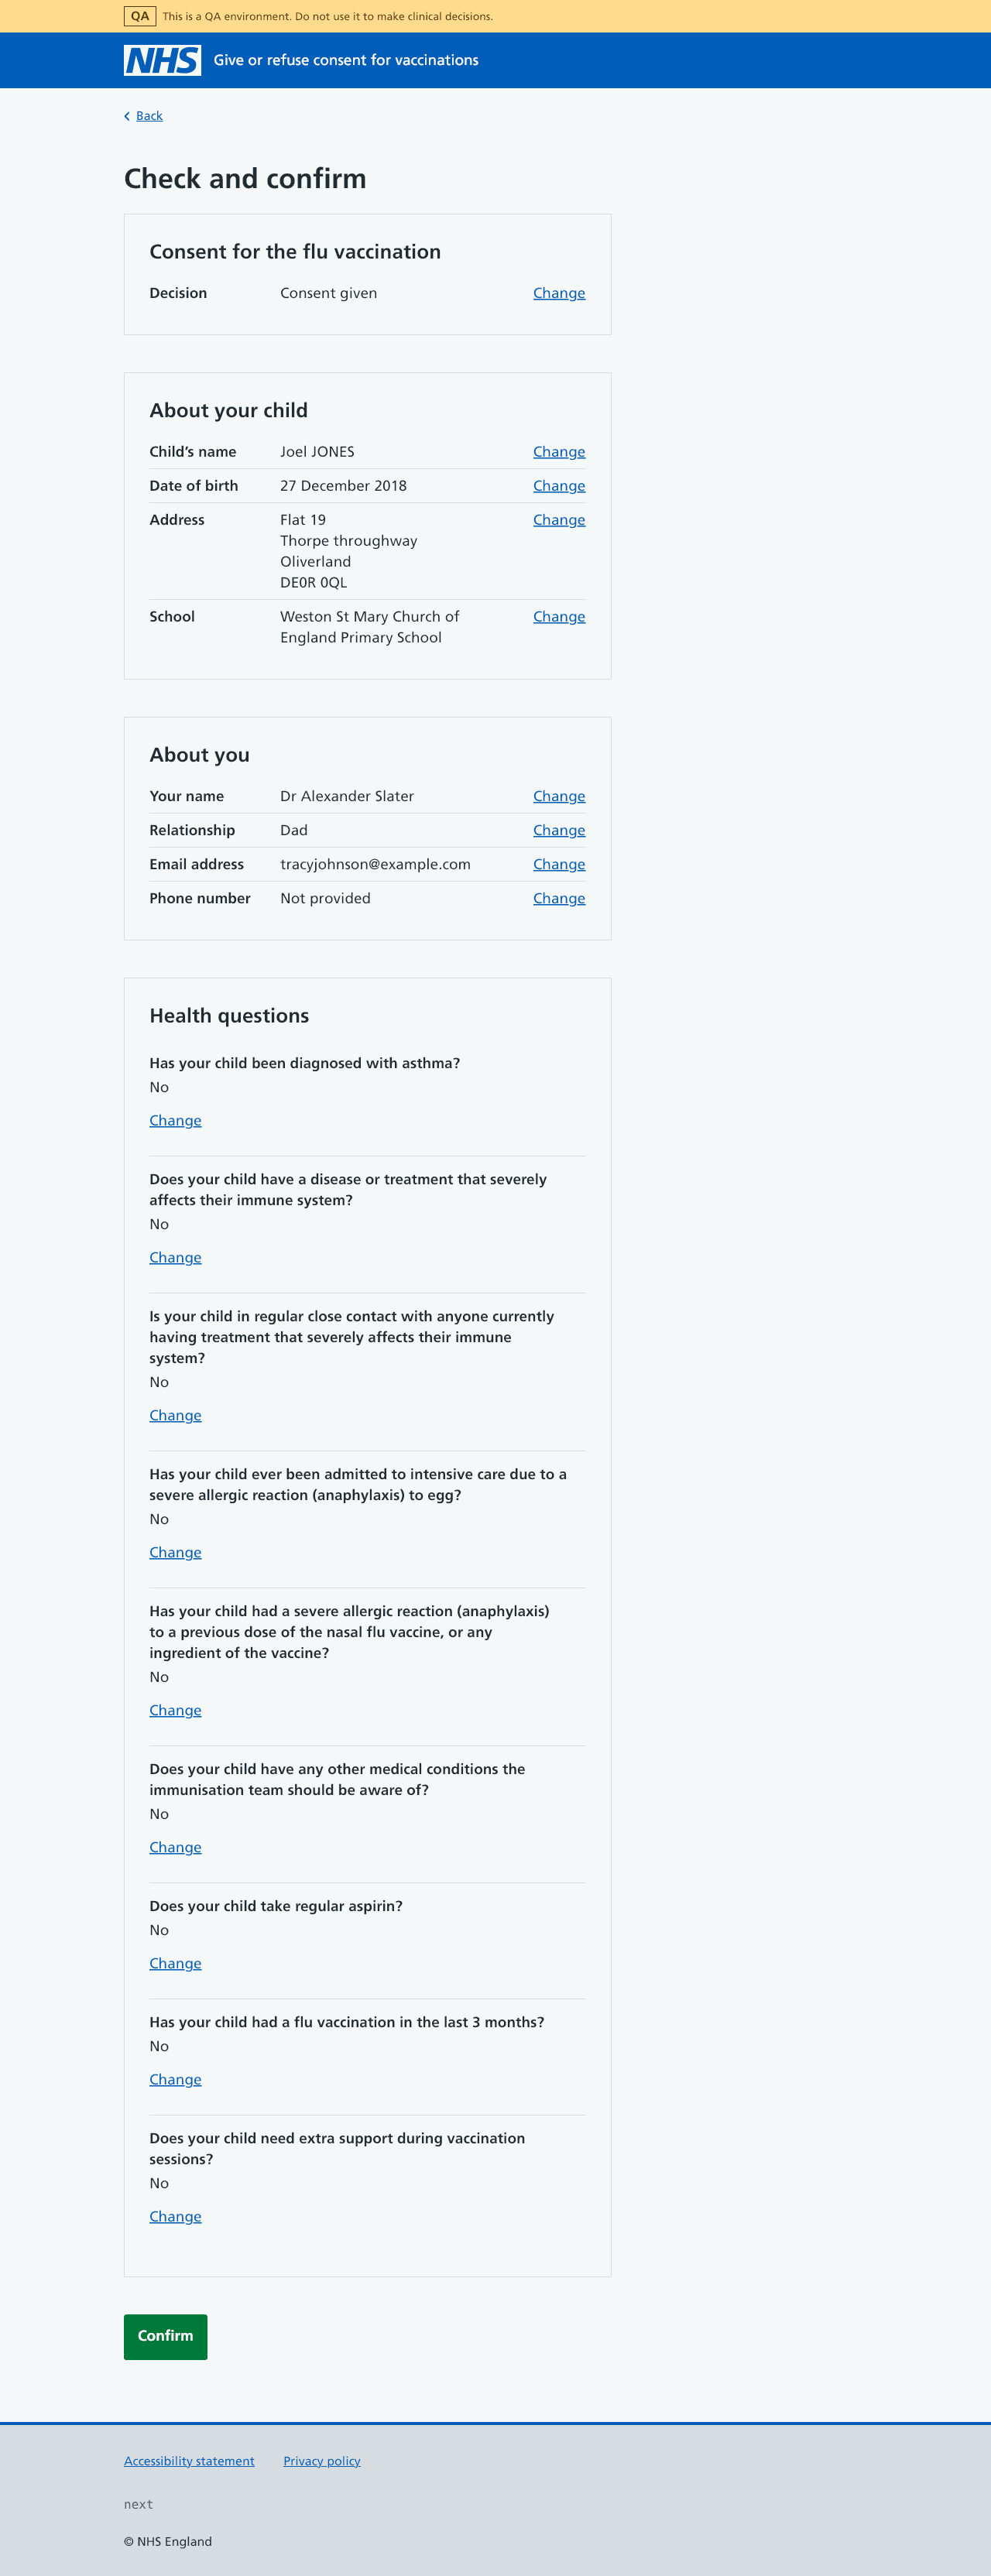 QA This is a QA environment. Do not use it to make clinical decisions.
NHS Give or refuse consent for vaccinations
Back
Check and confirm
Consent for the flu vaccination
Decision Consent given Change
About your child
Child’s name Joel JONES Change
Date of birth 27 December 2018 Change
Address Flat 19 Change
Thorpe throughway
Oliverland
DE0R 0QL
School Weston St Mary Church of Change
England Primary School
About you
Your name Dr Alexander Slater Change
Relationship Dad Change
Email address tracyjohnson@example.com Change
Phone number Not provided Change
Health questions
Has your child been diagnosed with asthma?
No
Change
Does your child have a disease or treatment that severely
affects their immune system?
No
Change
Is your child in regular close contact with anyone currently
having treatment that severely affects their immune
system?
No
Change
Has your child ever been admitted to intensive care due to a
severe allergic reaction (anaphylaxis) to egg?
No
Change
Has your child had a severe allergic reaction (anaphylaxis)
to a previous dose of the nasal flu vaccine, or any
ingredient of the vaccine?
No
Change
Does your child have any other medical conditions the
immunisation team should be aware of?
No
Change
Does your child take regular aspirin?
No
Change
Has your child had a flu vaccination in the last 3 months?
No
Change
Does your child need extra support during vaccination
sessions?
No
Change
Confirm
Accessibility statement Privacy policy
next
© NHS England